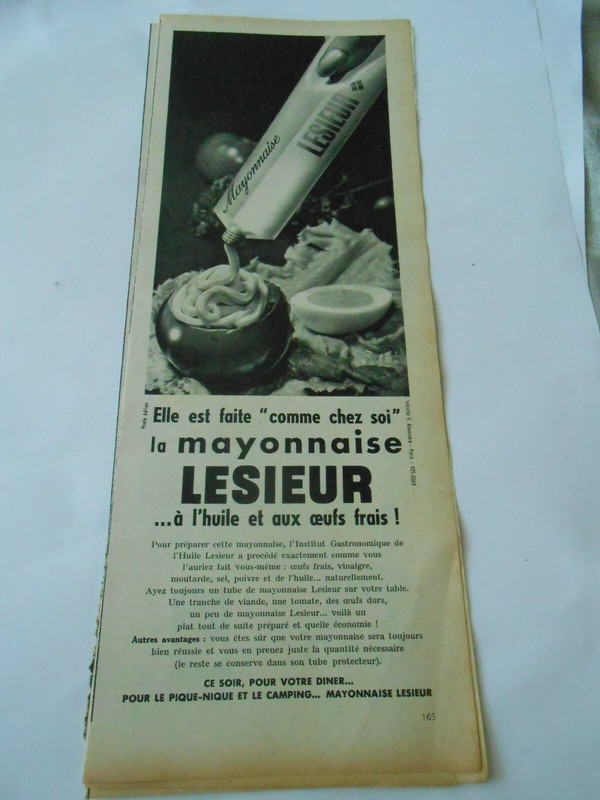 Mayonnaise
LESIEUR
Elle est faite "comme chez soi"
la mayonnaise
LESIEUR
...à l'huile et aux œufs frais !
Pour préparer cette mayonnaise, l'Institut Gastronomique de
l'Huile Lesieur a procédé exactement comme vous
l'auriez fait vous-même : œufs frais, vinaigre,
moutarde, sel, poivre et de l'huile... naturellement.
Ayez toujours un tube de mayonnaise Lesieur sur votre table.
Une tranche de viande, une tomate, des œufs durs,
un peu de mayonnaise Lesieur... voilà un
plat tout de suite préparé et quelle économie !
Autres avantages : vous êtes sûr que votre mayonnaise sera toujours
bien réussie et vous en prenez juste la quantité nécessaire
(le reste se conserve dans son tube protecteur).
CE SOIR, POUR VOTRE DINER...
POUR LE PIQUE-NIQUE ET LE CAMPING... MAYONNAISE LESIEUR
165